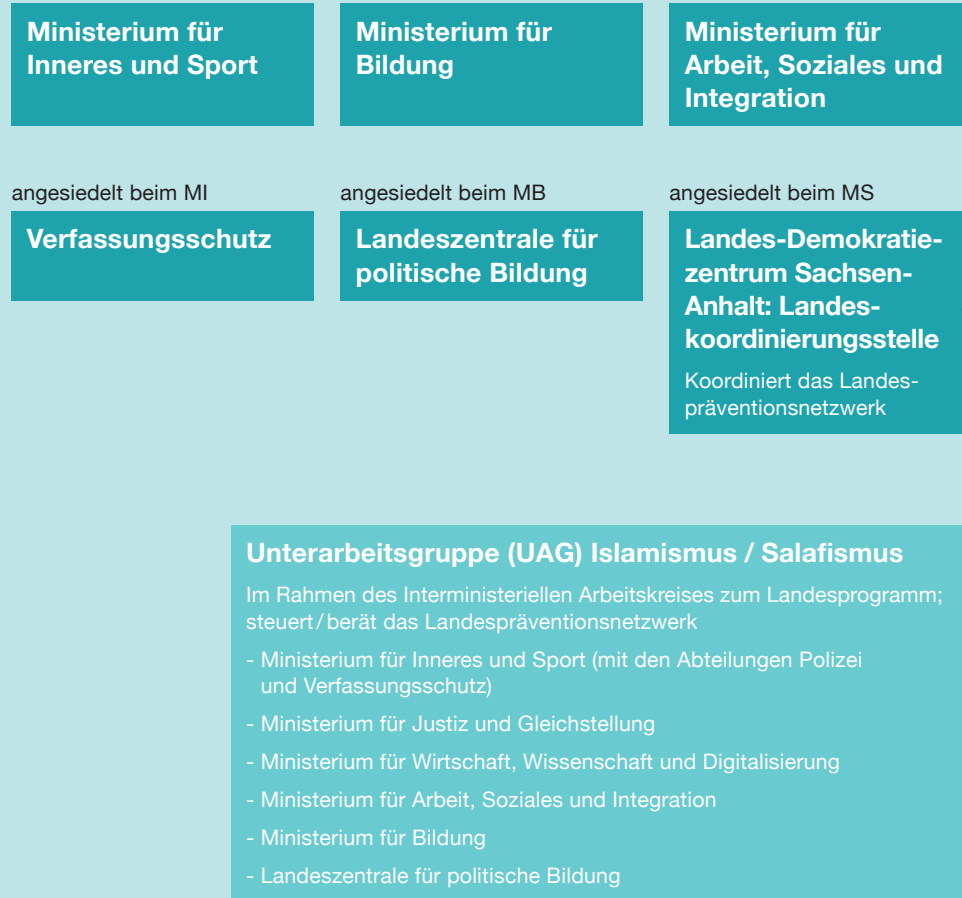 Ministerium für
Inneres und Sport
Ministerium für
Bildung
Ministerium für
Arbeit, Soziales und
Integration
angesiedelt beim MI
Verfassungsschutz
angesiedelt beim MB
Landeszentrale für
politische Bildung
angesiedelt beim MS
Landes-Demokratie-
zentrum Sachsen-
Anhalt: Landes-
koordinierungsstelle
Koordiniert das Landes-
präventionsnetzwerk
Unterarbeitsgruppe (UAG) Islamismus / Salafismus
Im Rahmen des Interministeriellen Arbeitskreises zum Landesprogramm;
steuert/berät das Landespräventionsnetzwerk
- Ministerium für Inneres und Sport (mit den Abteilungen Polizei
und Verfassungsschutz)
- Ministerium für Justiz und Gleichstellung
- Ministerium für Wirtschaft, Wissenschaft und Digitalisierung
- Ministerium für Arbeit, Soziales und Integration
- Ministerium für Bildung
- Landeszentrale für politische Bildung